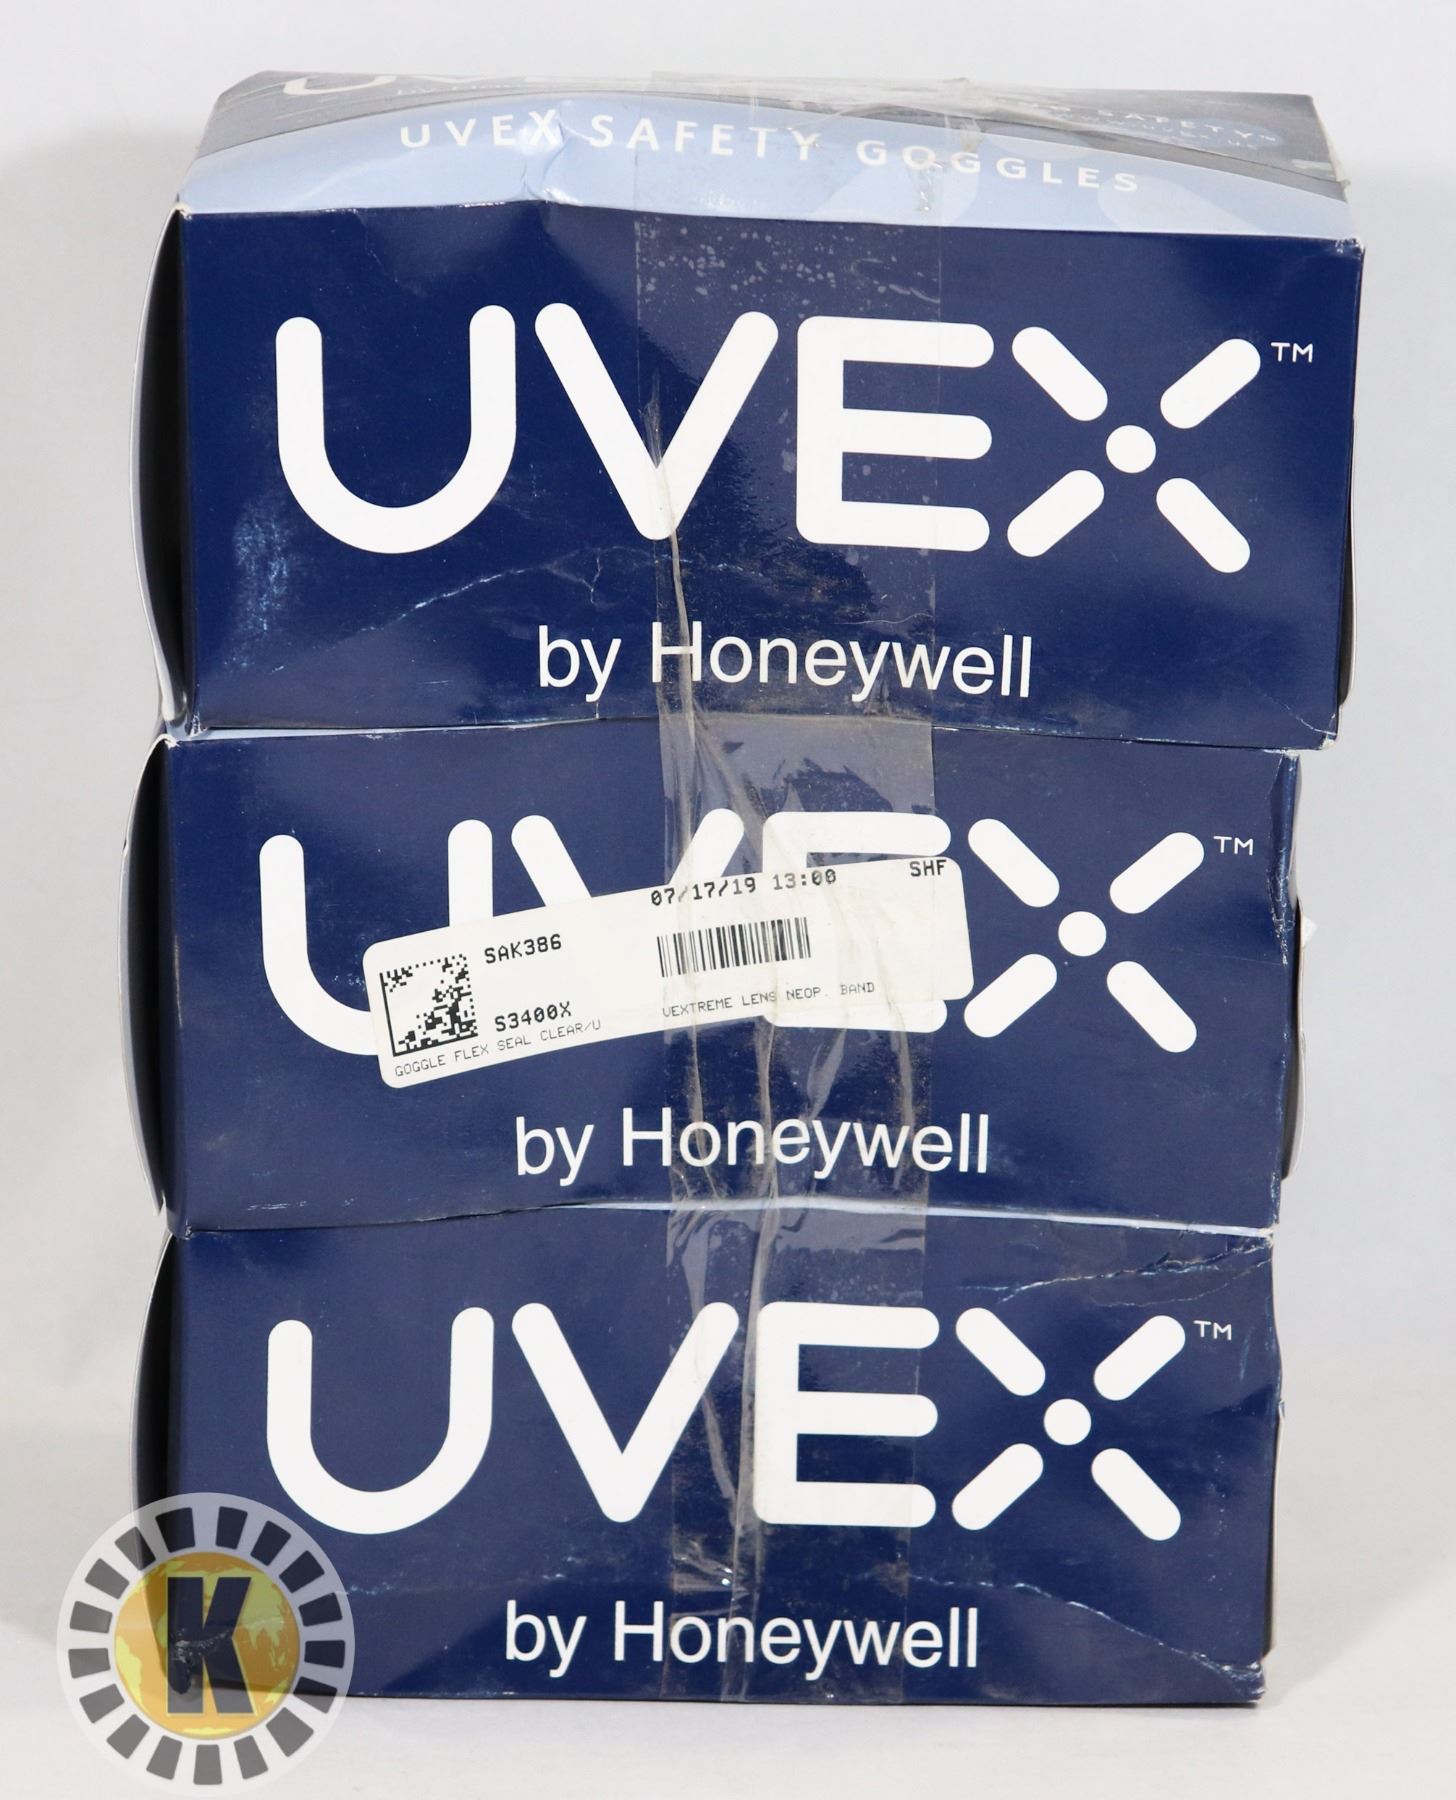 UVEX SAFETY GOGGLES
UVEX™
by Honeywell
UVEX™
07/17/19 13:00
SHF
SAK386
S3400X
GOGGLE FLEX SEAL CLEAR/U
VEXTREME LENS NEOP. BAND
by Honeywell
UVEX™
by Honeywell
K